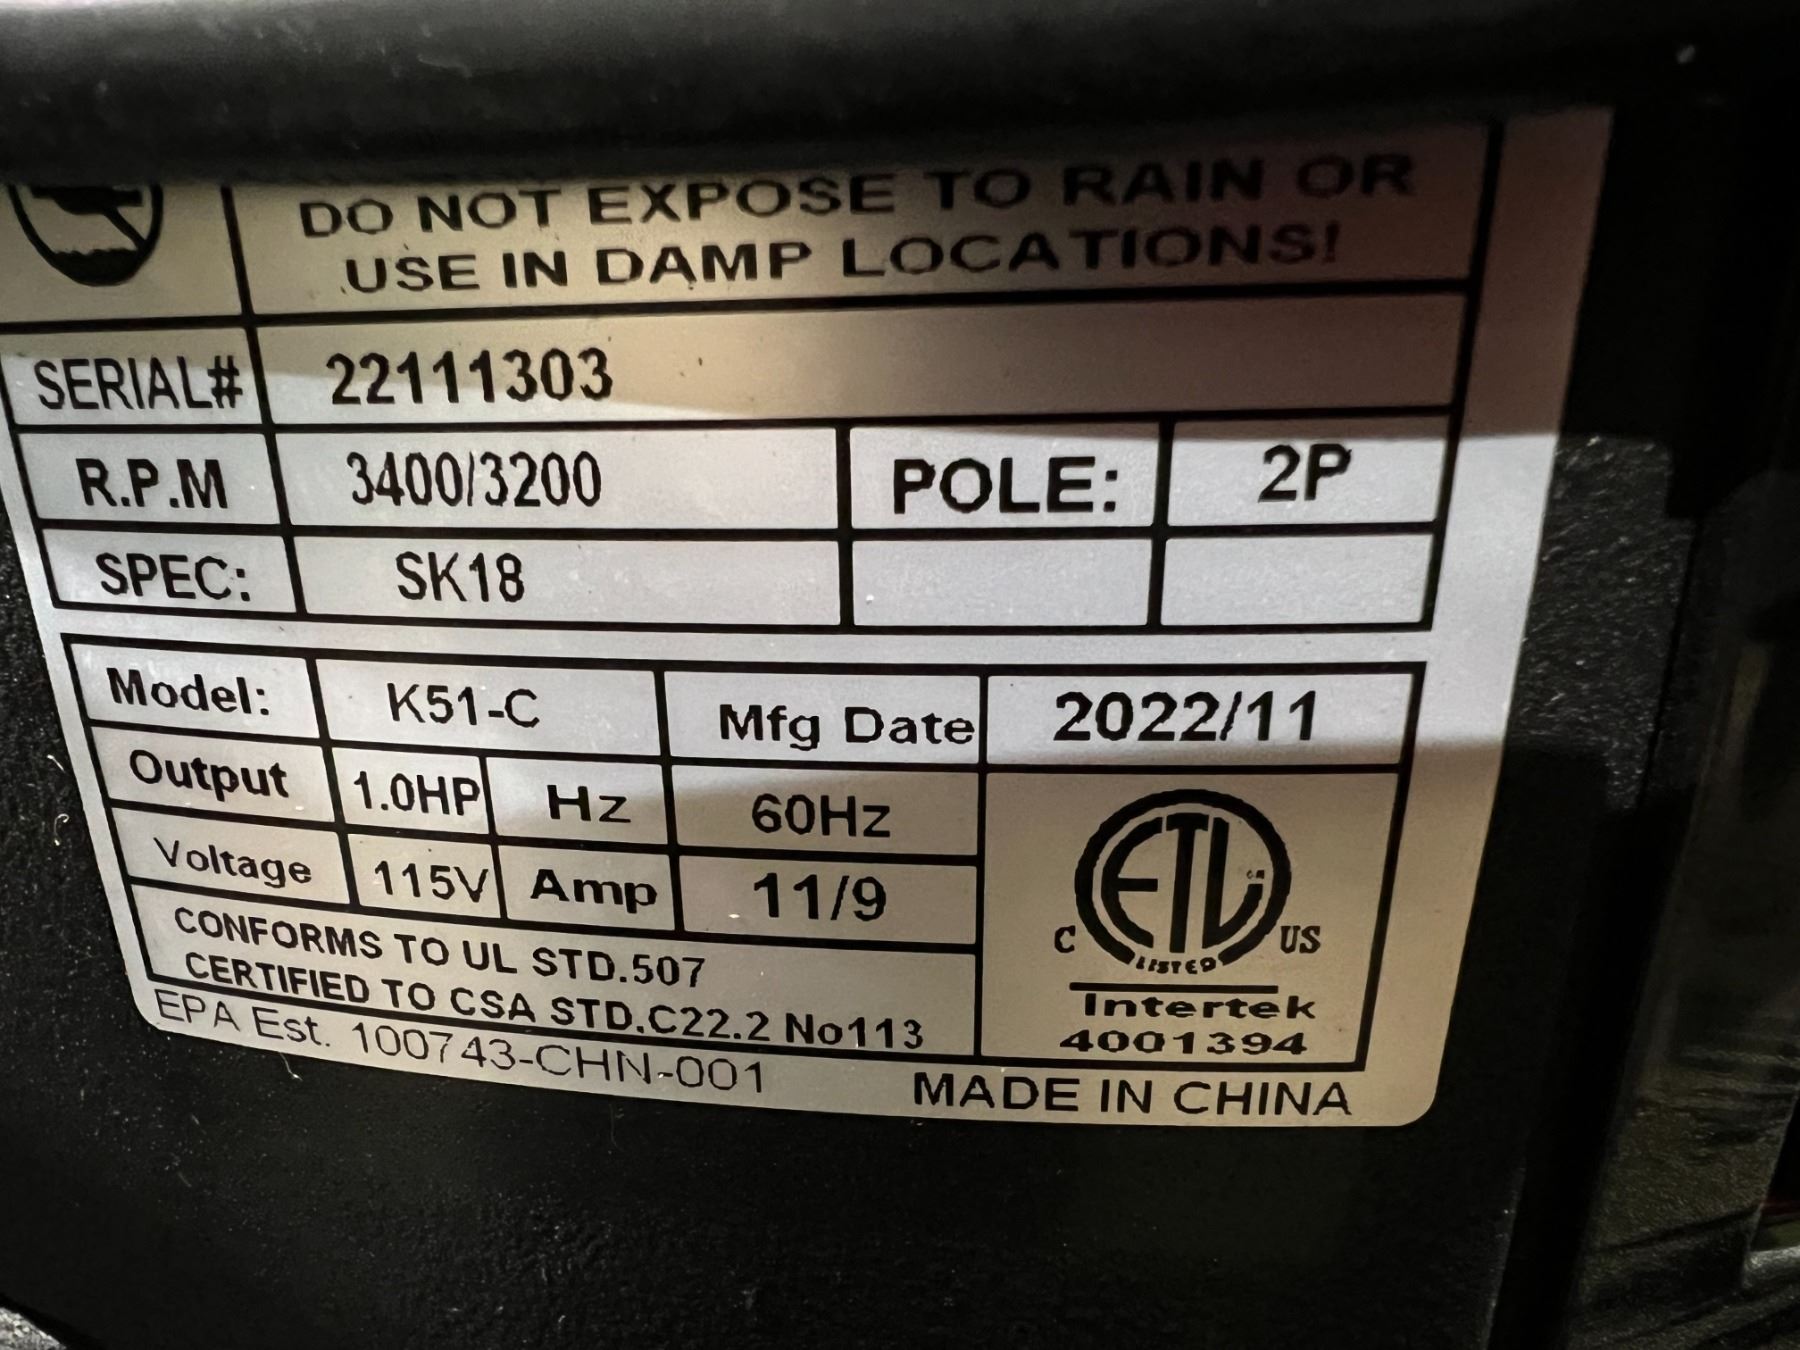 DO NOT EXPOSE TO RAIN OR
USE IN DAMP LOCATIONS!
SERIAL# 22111303
R.P.M 3400/3200 POLE: 2P
SPEC: SK18
Model: K51-C Mfg Date 2022/11
Output 1.0HP Hz 60Hz
Voltage 115V Amp 11/9
CONFORMS TO UL STD.507
CERTIFIED TO CSA STD.C22.2 No113
ETL
C US
LISTED
Intertek
4001394
EPA Est. 100743-CHN-001
MADE IN CHINA